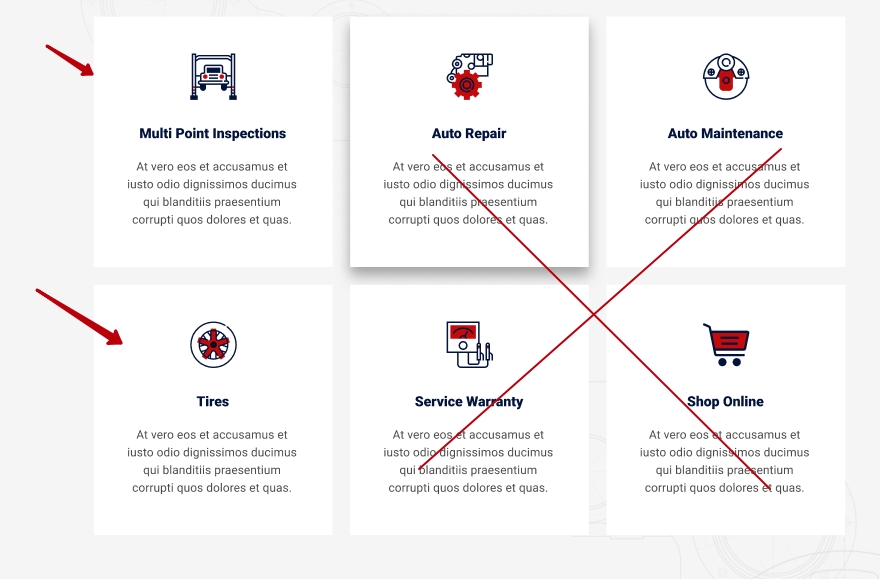 Multi Point Inspections
At vero eos et accusamus et
iusto odio dignissimos ducimus
qui blanditiis praesentium
corrupti quos dolores et quas.
Auto Repair
At vero eos et accusamus et
iusto odio dignissimos ducimus
qui blanditiis praesentium
corrupti quos dolores et quas.
Auto Maintenance
At vero eos et accusamus et
iusto odio dignissimos ducimus
qui blanditiis praesentium
corrupti quos dolores et quas.
Tires
At vero eos et accusamus et
iusto odio dignissimos ducimus
qui blanditiis praesentium
corrupti quos dolores et quas.
Service Warranty
At vero eos et accusamus et
iusto odio dignissimos ducimus
qui blanditiis praesentium
corrupti quos dolores et quas.
Shop Online
At vero eos et accusamus et
iusto odio dignissimos ducimus
qui blanditiis praesentium
corrupti quos dolores et quas.